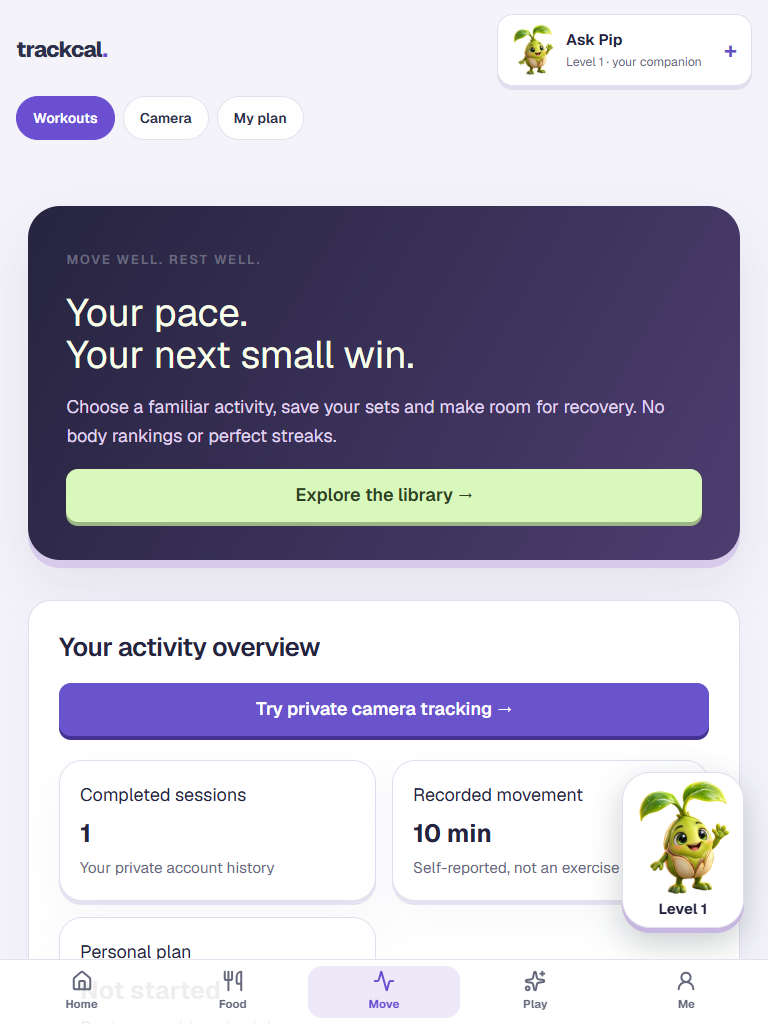 trackcal.
Ask Pip
Level 1 · your companion
+
Workouts
Camera
My plan
MOVE WELL. REST WELL.
Your pace.
Your next small win.
Choose a familiar activity, save your sets and make room for recovery. No
body rankings or perfect streaks.
Explore the library →
Your activity overview
Try private camera tracking →
Completed sessions
1
Your private account history
Recorded movement
10 min
Self-reported, not an exercise
Level 1
Personal plan
Not started
Home
Food
Move
Play
Me